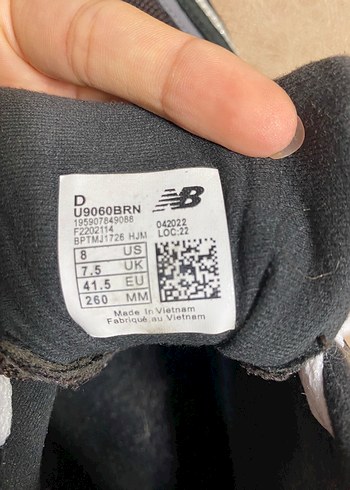 D
U9060BRN
195907849088
F2202114
BPTMJ1726 HJM
NB
042022
LOC:22
8 US
7.5 UK
41.5 EU
260 MM
Made in Vietnam
Fabriqué au Vietnam